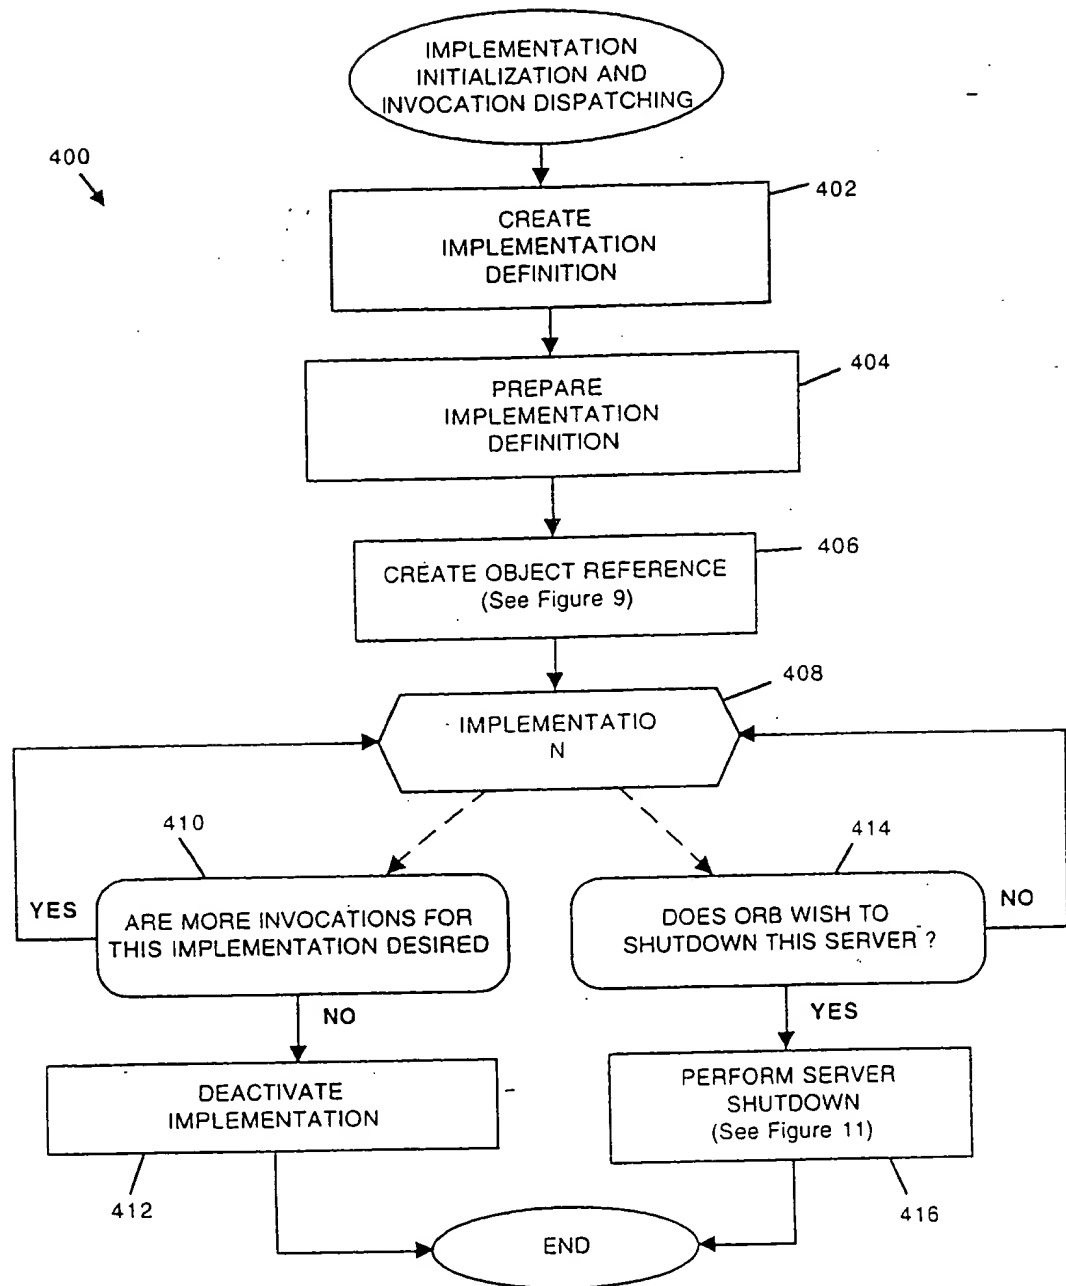 IMPLEMENTATION
INITIALIZATION AND
INVOCATION DISPATCHING
400
402
CREATE
IMPLEMENTATION
DEFINITION
404
PREPARE
IMPLEMENTATION
DEFINITION
406
CREATE OBJECT REFERENCE
(See Figure 9)
408
IMPLEMENTATIO
N
410
414
YES
ARE MORE INVOCATIONS FOR
THIS IMPLEMENTATION DESIRED
DOES ORB WISH TO
SHUTDOWN THIS SERVER ?
NO
NO
YES
DEACTIVATE
IMPLEMENTATION
PERFORM SERVER
SHUTDOWN
(See Figure 11)
412
416
END